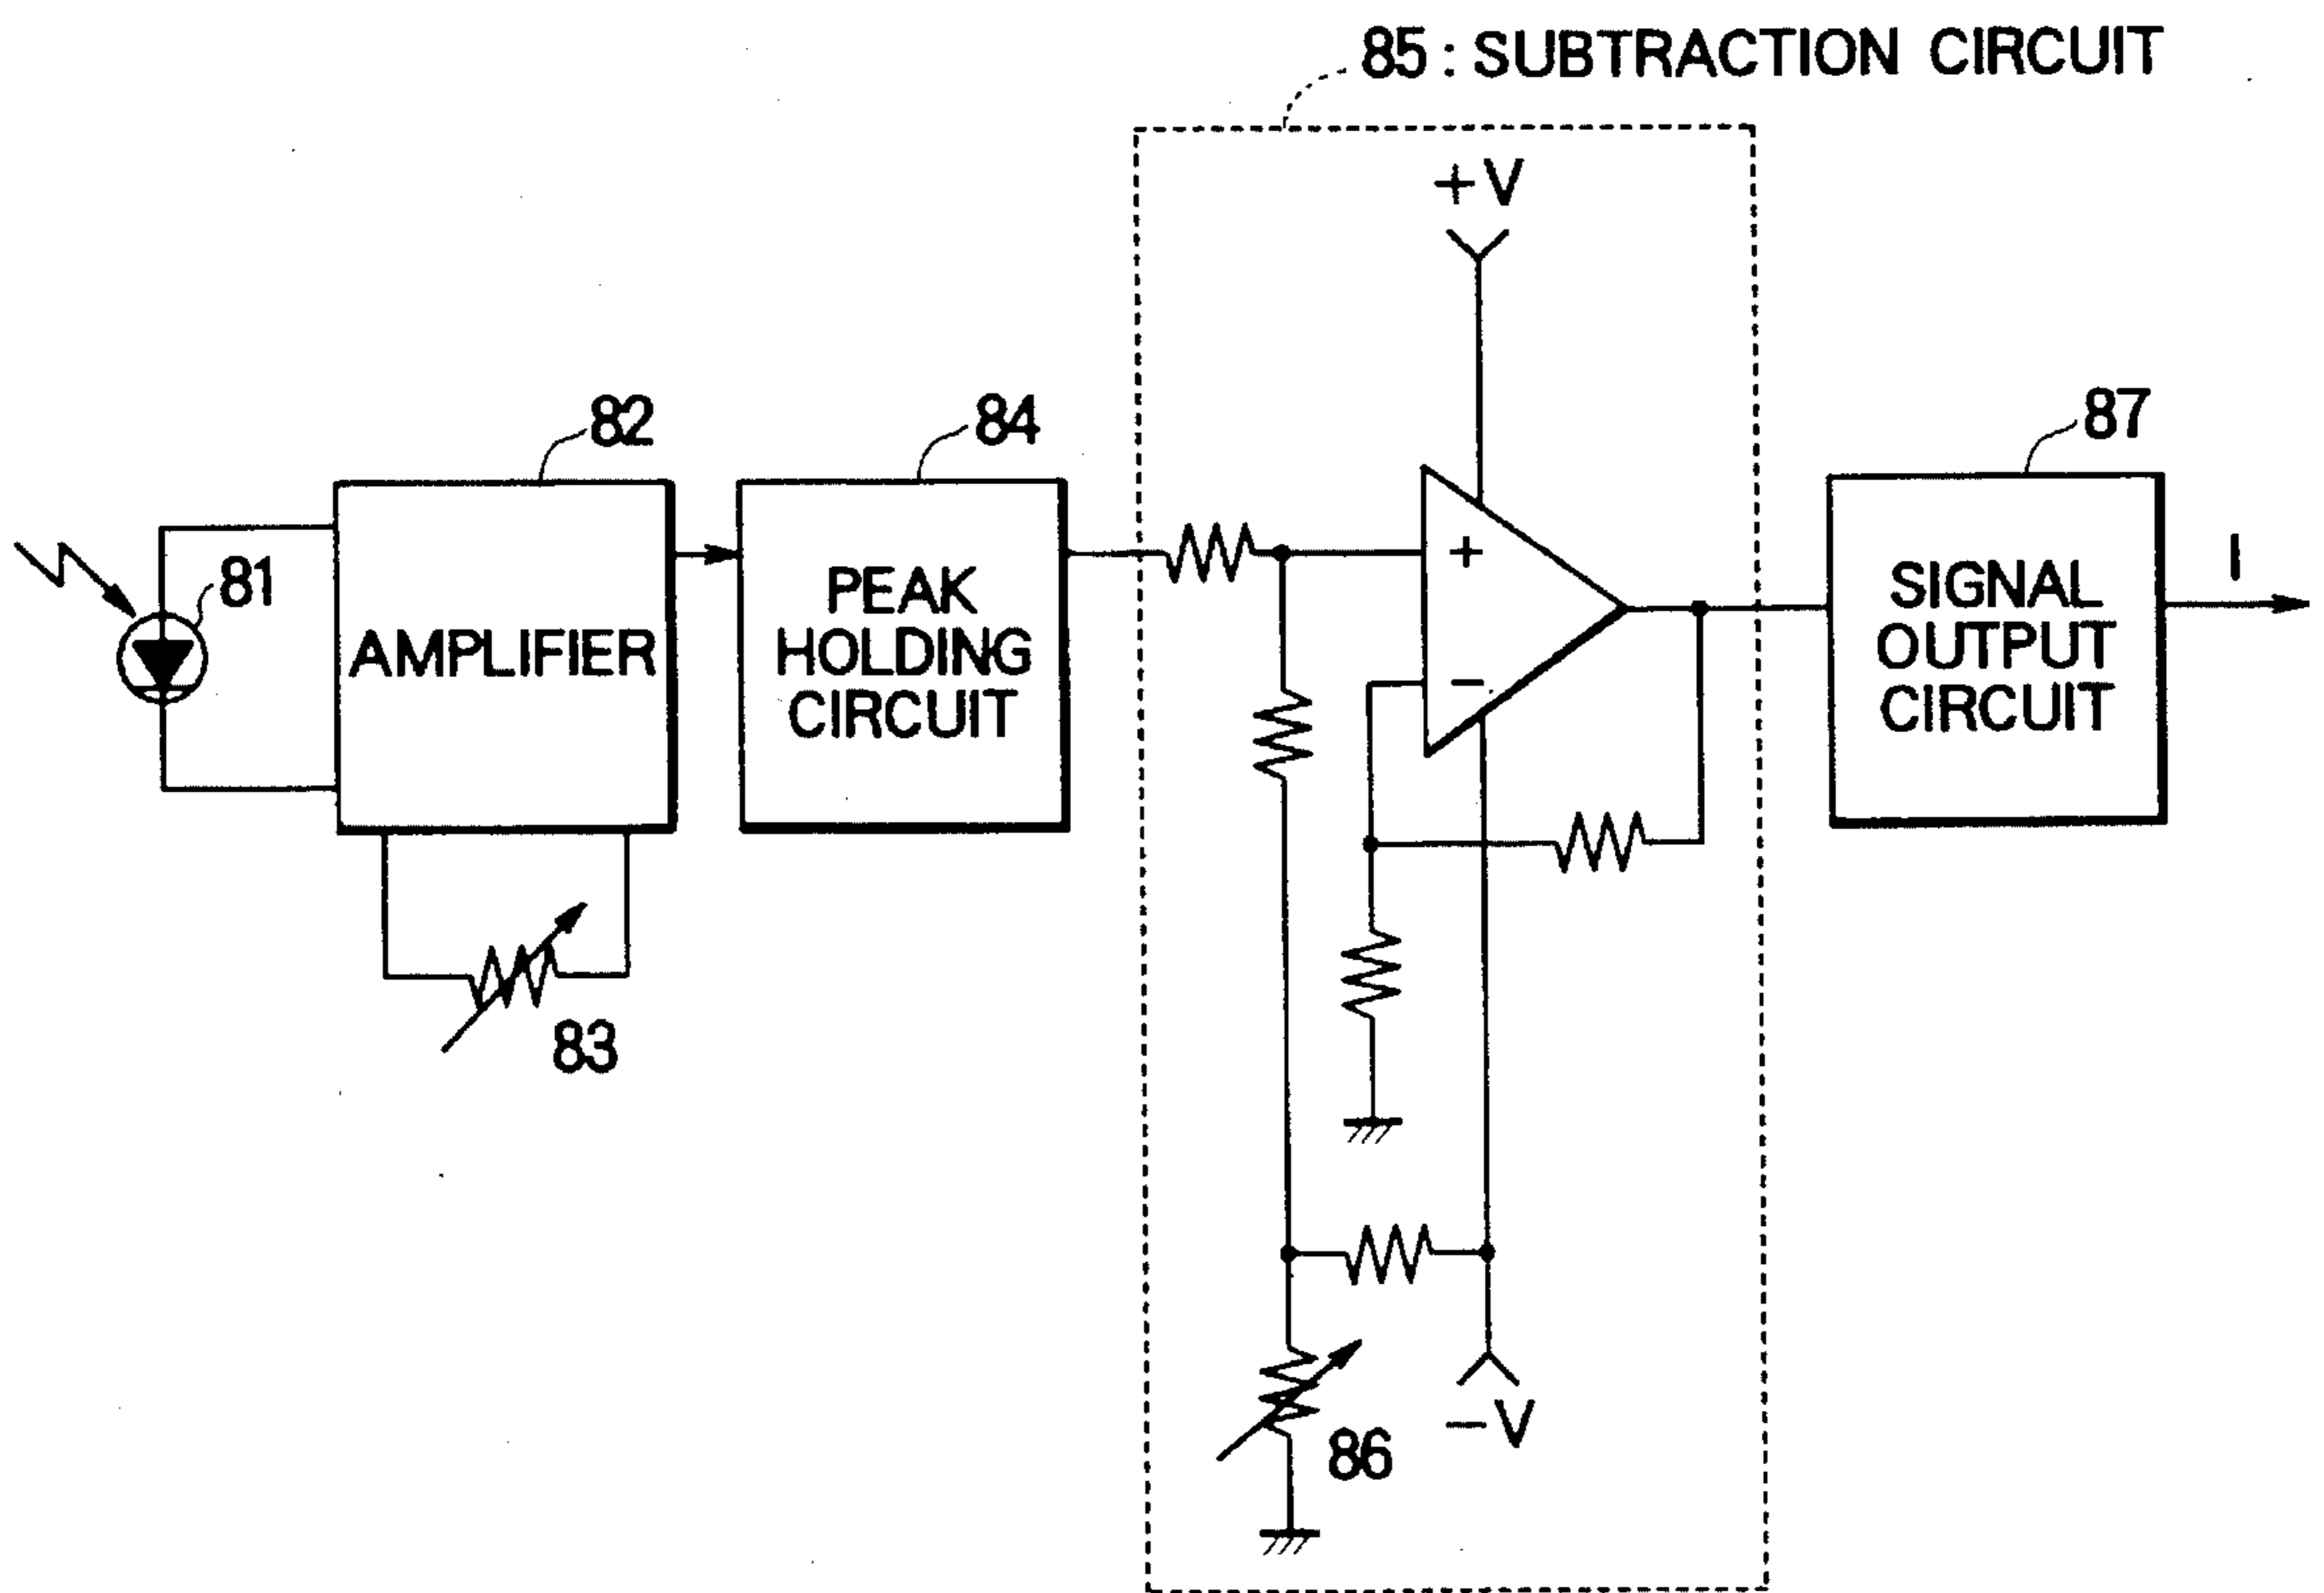 85 : SUBTRACTION CIRCUIT
+V
82
84
87
81
AMPLIFIER
PEAK
HOLDING
CIRCUIT
+
−
SIGNAL
OUTPUT
CIRCUIT
I
83
86
−V